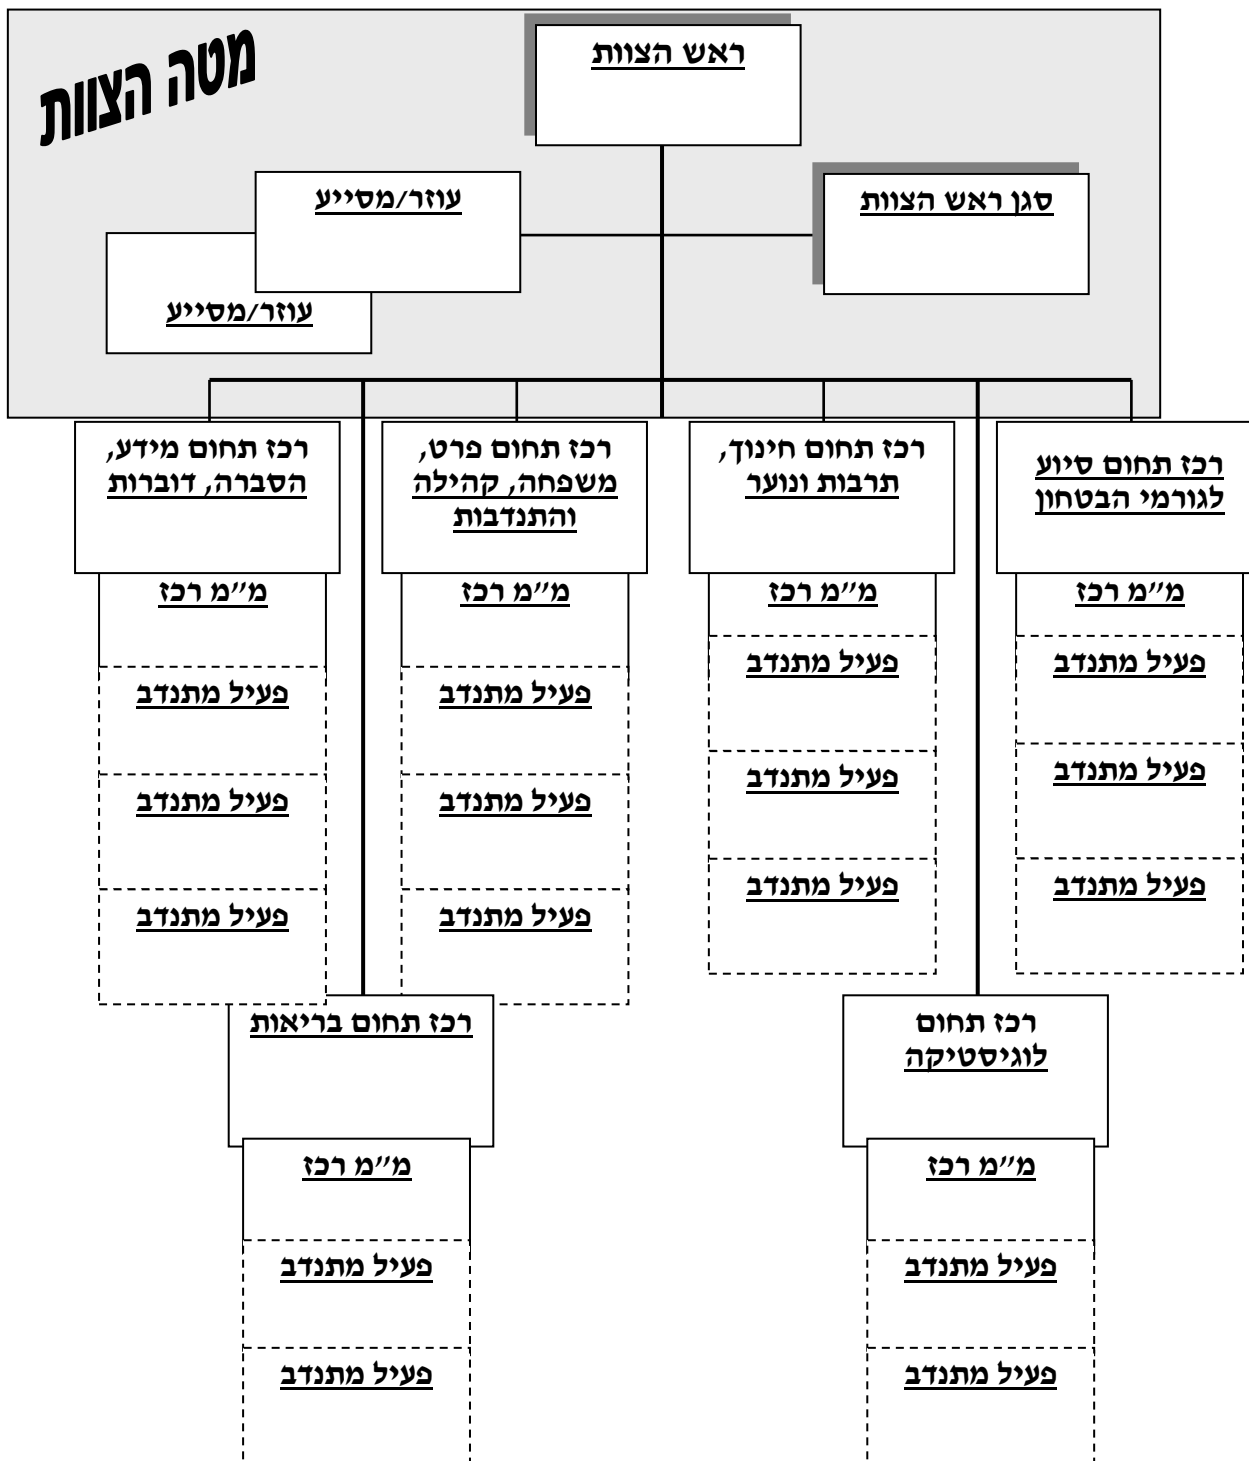 מטה הצוות
ראש הצוות
סגן ראש הצוות
עוזר/מסייע
עוזר/מסייע
רכז תחום סיוע
לגורמי הבטחון
מ״מ רכז
פעיל מתנדב
פעיל מתנדב
פעיל מתנדב
רכז תחום חינוך,
תרבות ונוער
מ״מ רכז
פעיל מתנדב
פעיל מתנדב
פעיל מתנדב
רכז תחום פרט,
משפחה, קהילה
והתנדבות
מ״מ רכז
פעיל מתנדב
פעיל מתנדב
פעיל מתנדב
רכז תחום מידע,
הסברה, דוברות
מ״מ רכז
פעיל מתנדב
פעיל מתנדב
פעיל מתנדב
רכז תחום
לוגיסטיקה
מ״מ רכז
פעיל מתנדב
פעיל מתנדב
רכז תחום בריאות
מ״מ רכז
פעיל מתנדב
פעיל מתנדב